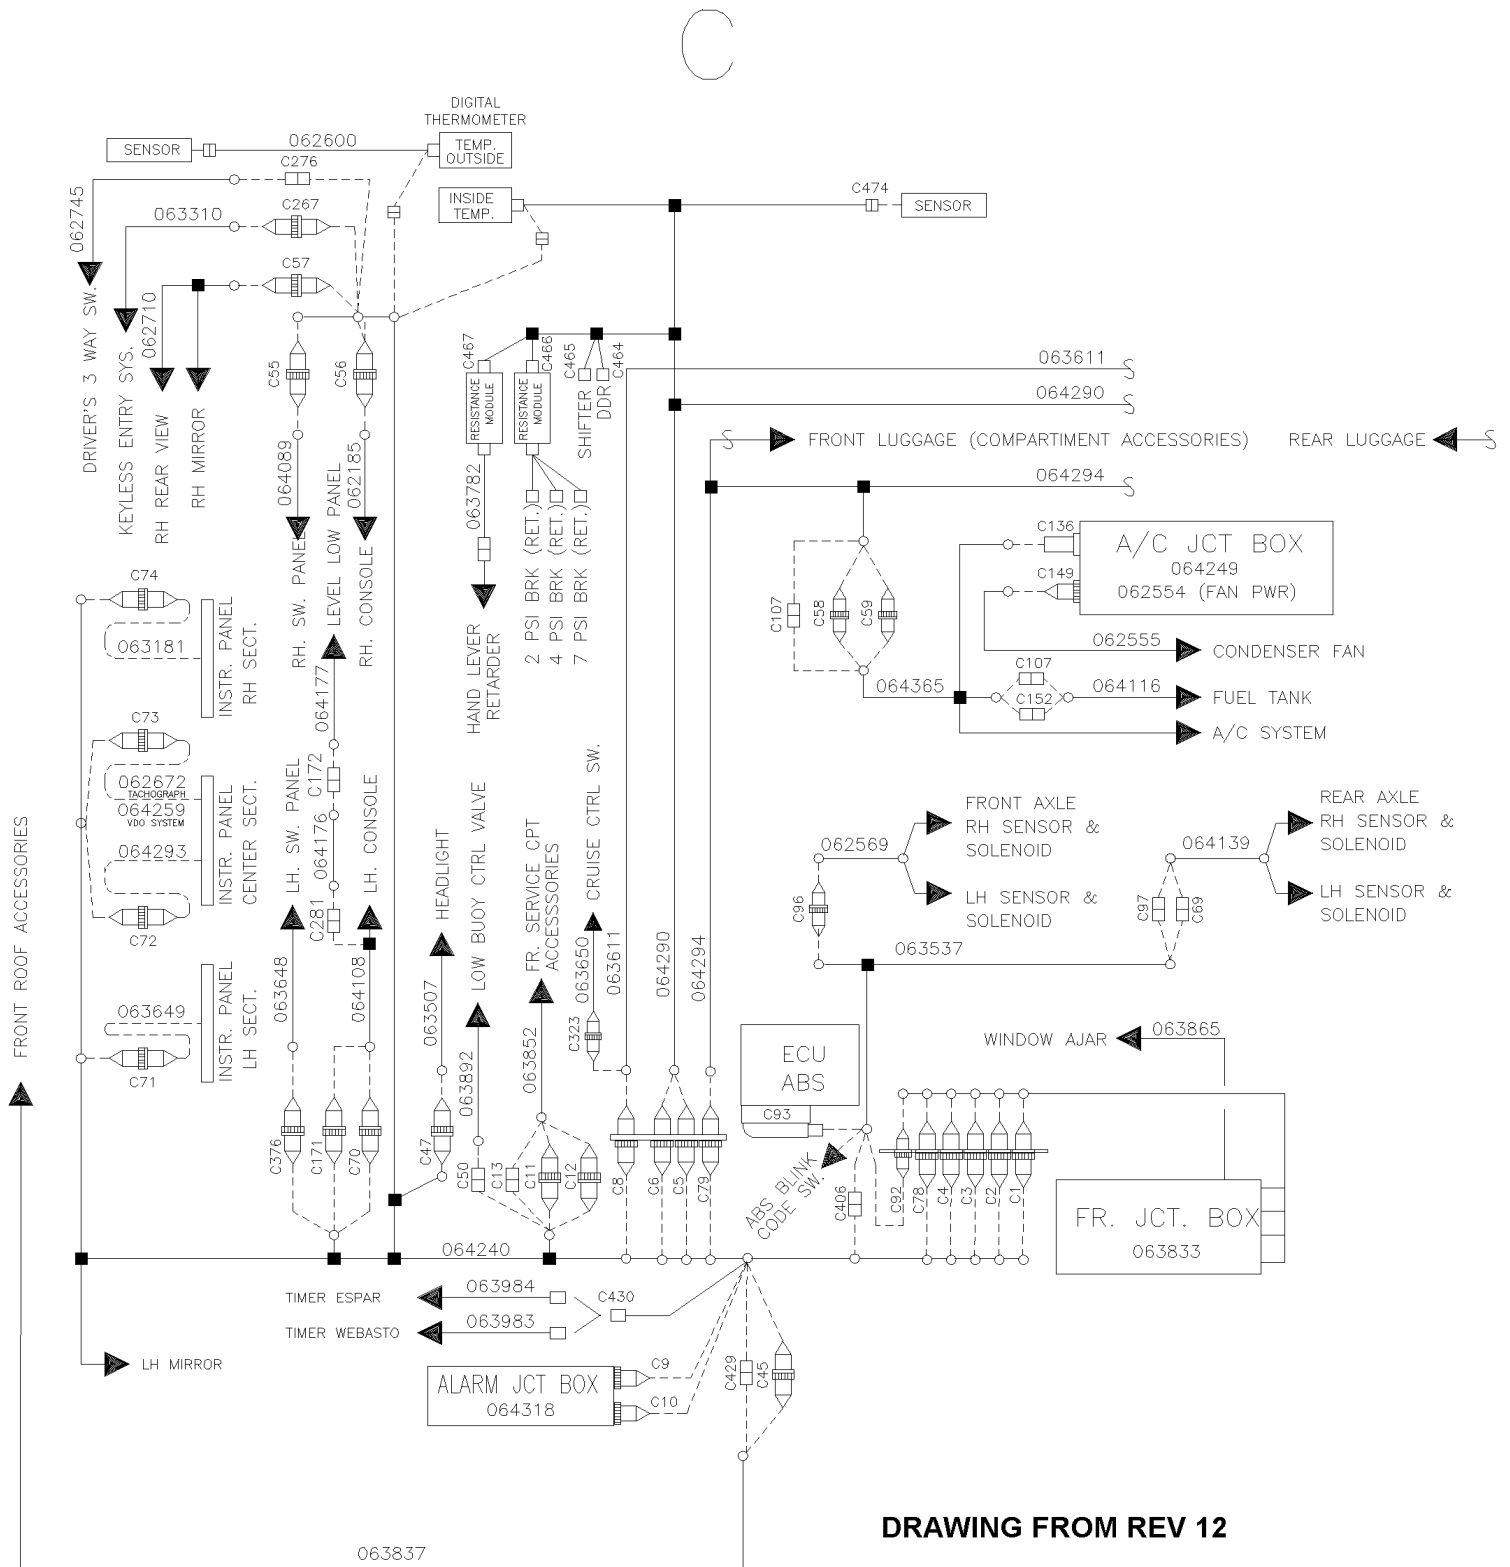 C
DIGITAL
THERMOMETER
SENSOR
062600
TEMP.
OUTSIDE
C276
062745
063310
C267
INSIDE
TEMP.
C474
SENSOR
C57
062710
DRIVER'S 3 WAY SW.
KEYLESS ENTRY SYS.
RH REAR VIEW
RH MIRROR
C55
C56
064089
062185
RH. SW. PANEL
LEVEL LOW PANEL
RH. CONSOLE
C467
C466
C465
C464
RESISTANCE
MODULE
RESISTANCE
MODULE
SHIFTER
DDR
063782
HAND LEVER
RETARDER
2 PSI BRK (RET.)
4 PSI BRK (RET.)
7 PSI BRK (RET.)
063611
064290
FRONT LUGGAGE (COMPARTIMENT ACCESSORIES)
REAR LUGGAGE
064294
C136
A/C JCT BOX
064249
062554 (FAN PWR)
C149
C107
C58
C59
062555
CONDENSER FAN
C107
064365
C152
064116
FUEL TANK
A/C SYSTEM
C74
063181
INSTR. PANEL
RH SECT.
C73
062672
TACHOGRAPH
064259
VDO SYSTEM
064293
INSTR. PANEL
CENTER SECT.
C72
063649
INSTR. PANEL
LH SECT.
C71
FRONT ROOF ACCESSORIES
064177
C172
064176
C281
LH. SW. PANEL
LH. CONSOLE
063648
064108
C376
C171
C70
HEADLIGHT
063507
C47
LOW BUOY CTRL VALVE
063892
C50
FR. SERVICE CPT
ACCESSSORIES
063852
C13
C11
C12
CRUISE CTRL SW.
063650
C323
063611
064290
064294
C8
C6
C5
C79
FRONT AXLE
RH SENSOR &
SOLENOID
062569
LH SENSOR &
SOLENOID
C96
REAR AXLE
RH SENSOR &
SOLENOID
064139
LH SENSOR &
SOLENOID
C97
C69
063537
ECU
ABS
C93
WINDOW AJAR
063865
ABS BLINK
CODE SW.
C406
C92
C78
C4
C3
C2
C1
FR. JCT. BOX
063833
064240
TIMER ESPAR
063984
C430
TIMER WEBASTO
063983
LH MIRROR
ALARM JCT BOX
064318
C9
C10
C429
C45
DRAWING FROM REV 12
063837